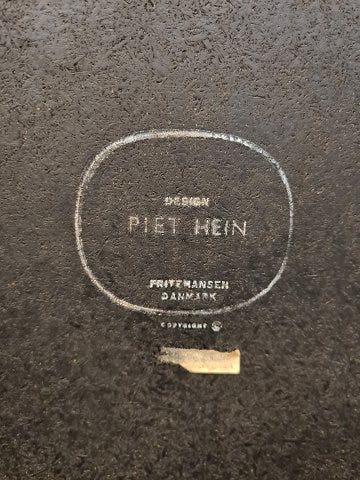 DESIGN
PIET HEIN
FRITZ HANSEN
DANMARK
COPYRIGHT ©